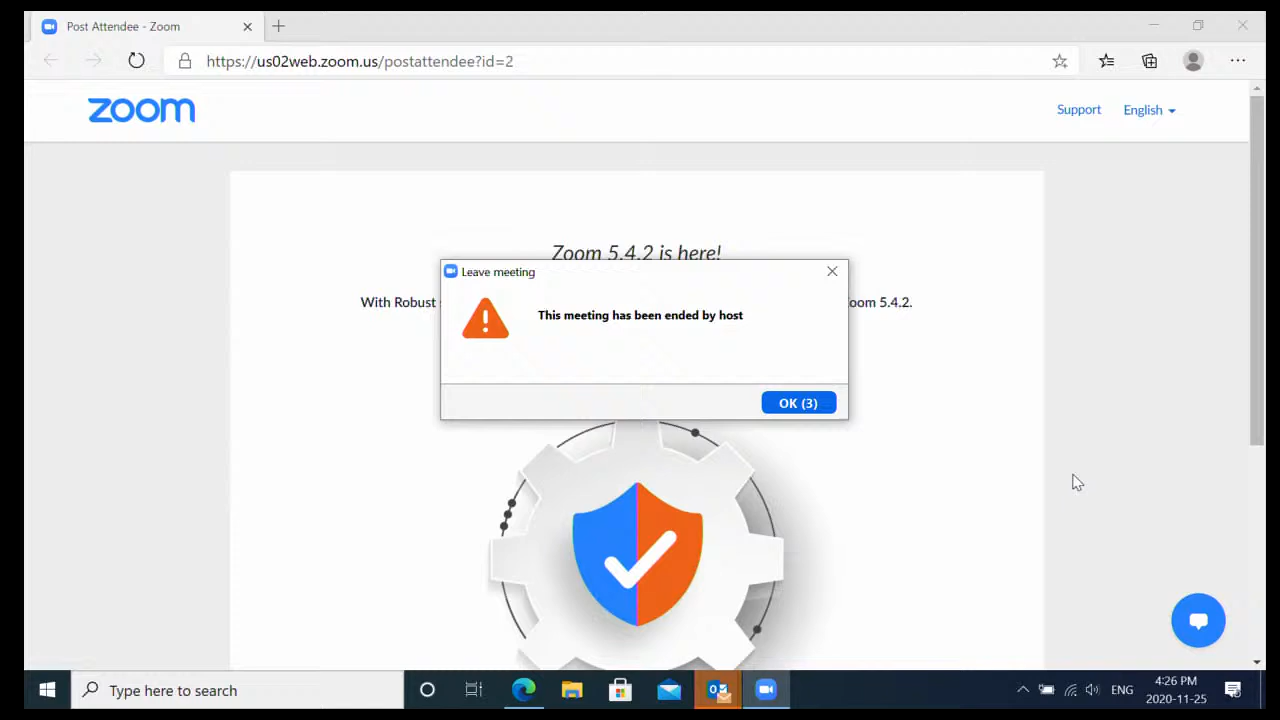 Post Attendee - Zoom
https://us02web.zoom.us/postattendee?id=2
zoom
Support
English
Zoom 5.4.2 is here!
Leave meeting
With Robust
oom 5.4.2.
This meeting has been ended by host
OK (3)
Type here to search
ENG
4:26 PM
2020-11-25